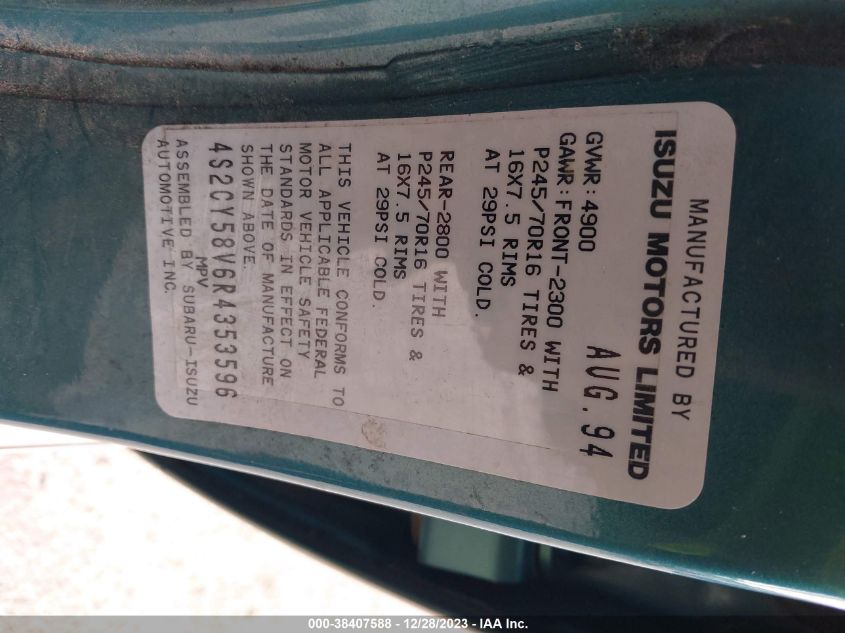 MANUFACTURED BY
ISUZU MOTORS LIMITED
GVWR:4900 AUG.94
GAWR:FRONT-2300 WITH
P245/70R16 TIRES &
16X7.5 RIMS
AT 29PSI COLD.
REAR-2800 WITH
P245/70R16 TIRES &
16X7.5 RIMS
AT 29PSI COLD.
THIS VEHICLE CONFORMS TO
ALL APPLICABLE FEDERAL
MOTOR VEHICLE SAFETY
STANDARDS IN EFFECT ON
THE DATE OF MANUFACTURE
SHOWN ABOVE.
4S2CY58V6R4353596
MPV
ASSEMBLED BY SUBARU-ISUZU
AUTOMOTIVE INC.
000-38407588 - 12/28/2023 - IAA Inc.